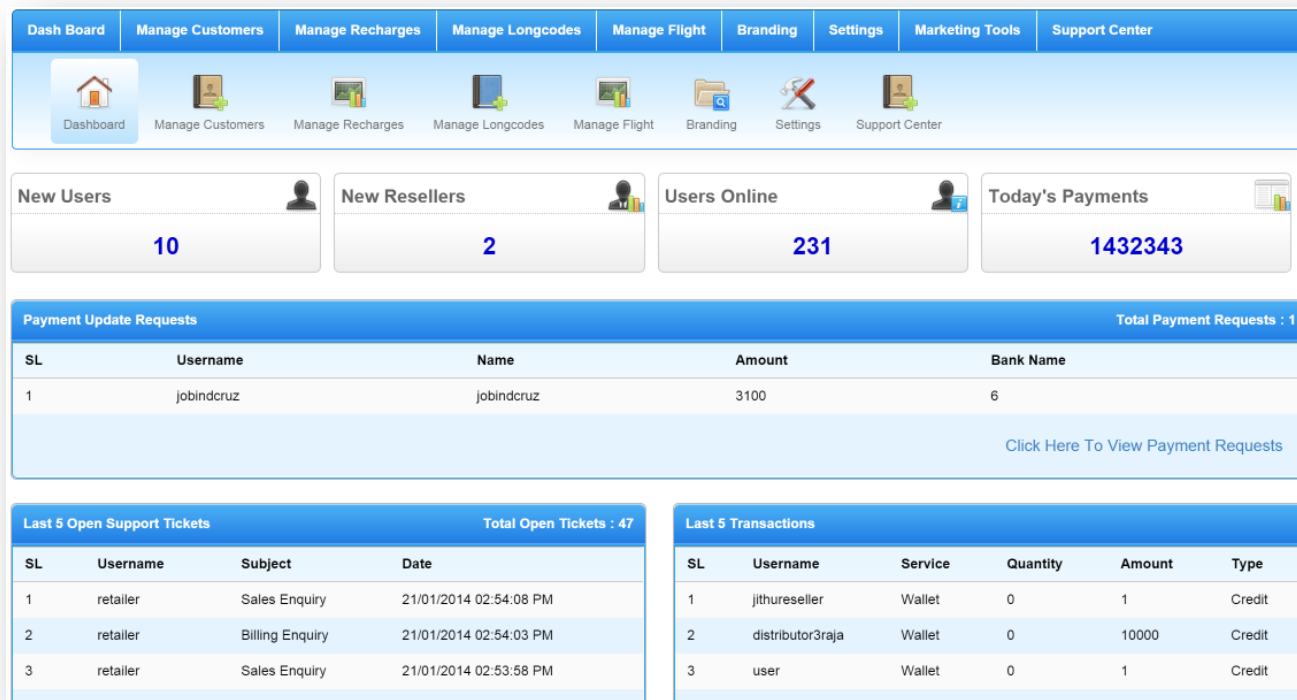 Dash Board Manage Customers Manage Recharges Manage Longcodes Manage Flight Branding Settings Marketing Tools Support Center
Dashboard Manage Customers Manage Recharges Manage Longcodes Manage Flight Branding Settings Support Center
New Users New Resellers Users Online Today's Payments
10 2 231 1432343
Payment Update Requests Total Payment Requests : 1
SL Username Name Amount Bank Name
1 jobindcruz jobindcruz 3100 6
Click Here To View Payment Requests
Last 5 Open Support Tickets Total Open Tickets : 47
SL Username Subject Date
1 retailer Sales Enquiry 21/01/2014 02:54:08 PM
2 retailer Billing Enquiry 21/01/2014 02:54:03 PM
3 retailer Sales Enquiry 21/01/2014 02:53:58 PM
Last 5 Transactions
SL Username Service Quantity Amount Type
1 jithureseller Wallet 0 1 Credit
2 distributor3raja Wallet 0 10000 Credit
3 user Wallet 0 1 Credit